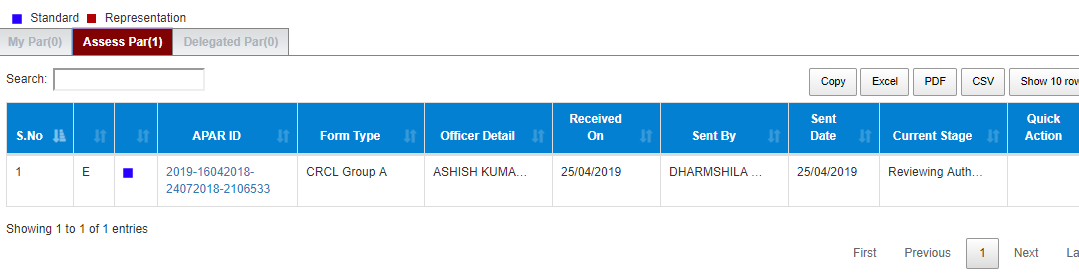 Standard Representation
My Par(0) Assess Par(1) Delegated Par(0)
Search: Copy Excel PDF CSV Show 10 row
S.No APAR ID Form Type Officer Detail Received On Sent By Sent Date Current Stage Quick Action
1 E 2019-16042018- CRCL Group A ASHISH KUMA... 25/04/2019 DHARMSHILA ... 25/04/2019 Reviewing Auth...
24072018-2106533
Showing 1 to 1 of 1 entries
First Previous 1 Next La